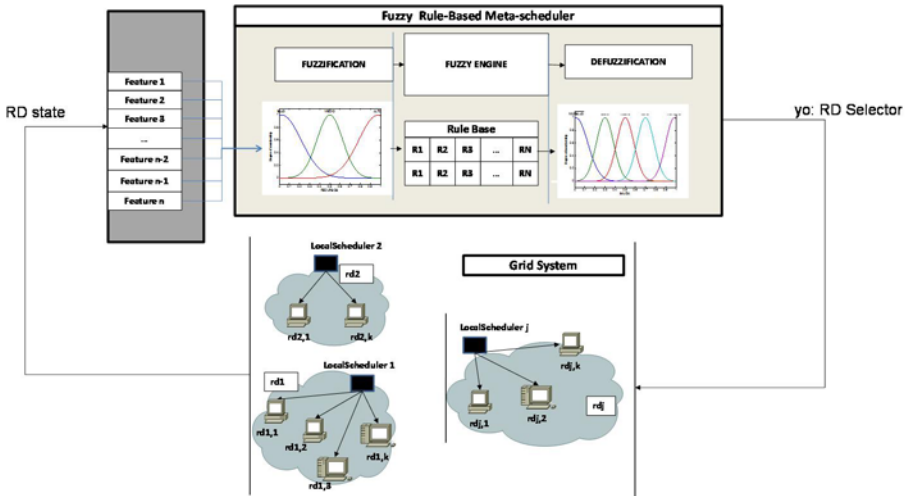 Fuzzy Rule-Based Meta-scheduler
FUZZIFICATION
FUZZY ENGINE
DEFUZZIFICATION
Feature 1
Feature 2
Feature 3
...
Feature n-2
Feature n-1
Feature n
RD state
yo: RD Selector
Rule Base
R1 R2 R3 ... RN
R1 R2 R3 ... RN
LocalScheduler 2
rd2
rd2,1
rd2,k
Grid System
LocalScheduler j
rdj,k
rdj,1
rdj,2
rdj
LocalScheduler 1
rd1
rd1,1
rd1,2
rd1,3
rd1,k